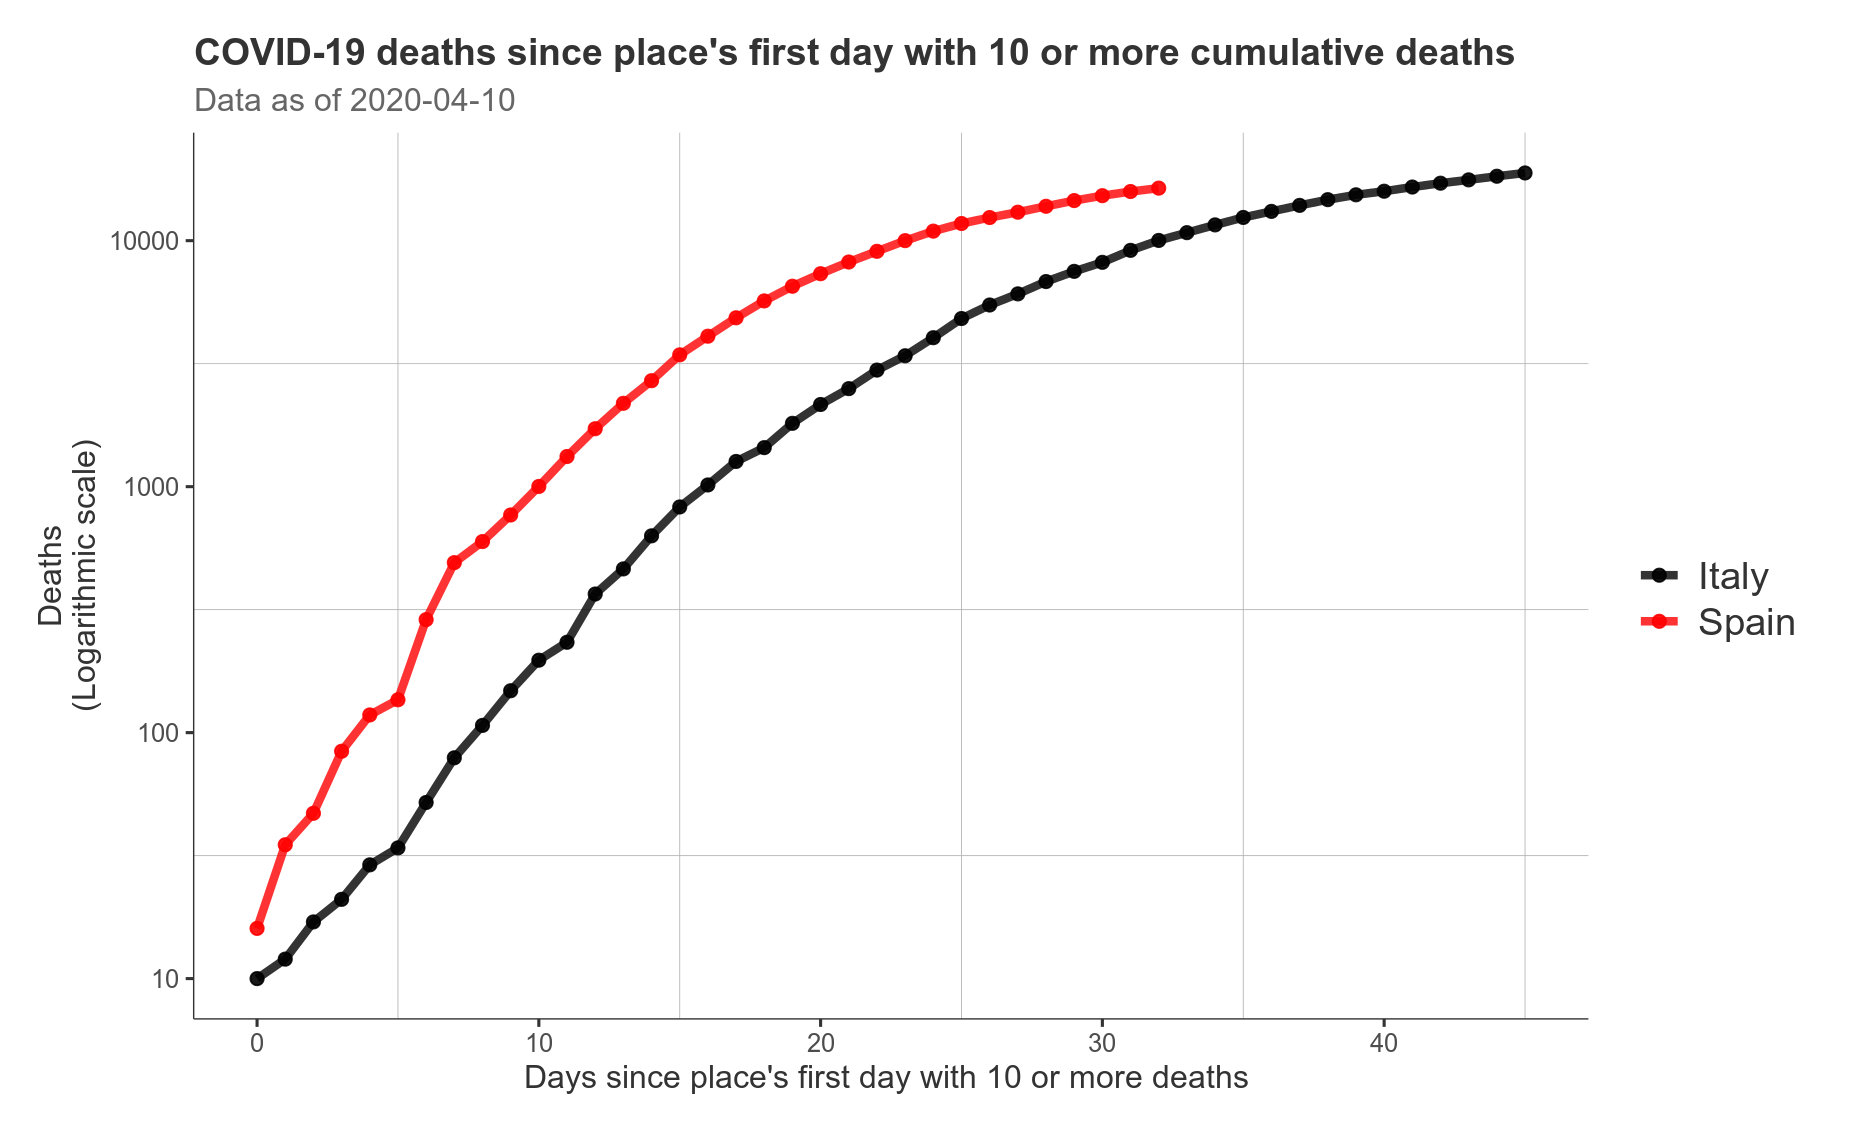 COVID-19 deaths since place's first day with 10 or more cumulative deaths
Data as of 2020-04-10
Deaths
(Logarithmic scale)
10000
1000
100
10
0 10 20 30 40
Days since place's first day with 10 or more deaths
Italy
Spain